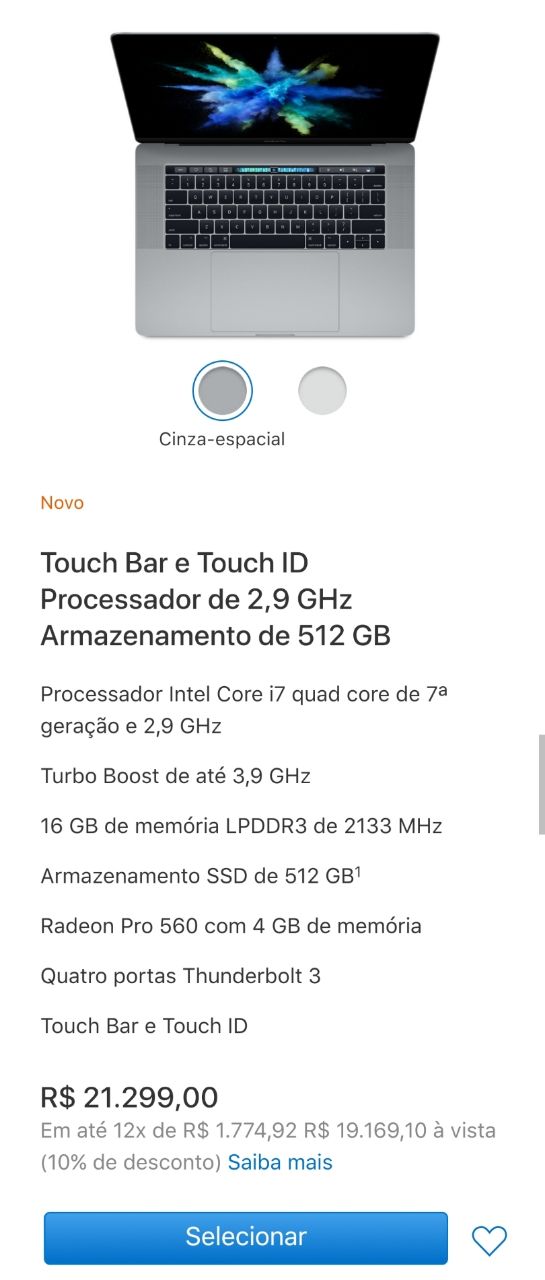 Cinza-espacial
Novo
Touch Bar e Touch ID
Processador de 2,9 GHz
Armazenamento de 512 GB
Processador Intel Core i7 quad core de 7ª
geração e 2,9 GHz
Turbo Boost de até 3,9 GHz
16 GB de memória LPDDR3 de 2133 MHz
Armazenamento SSD de 512 GB¹
Radeon Pro 560 com 4 GB de memória
Quatro portas Thunderbolt 3
Touch Bar e Touch ID
R$ 21.299,00
Em até 12x de R$ 1.774,92 R$ 19.169,10 à vista
(10% de desconto) Saiba mais
Selecionar